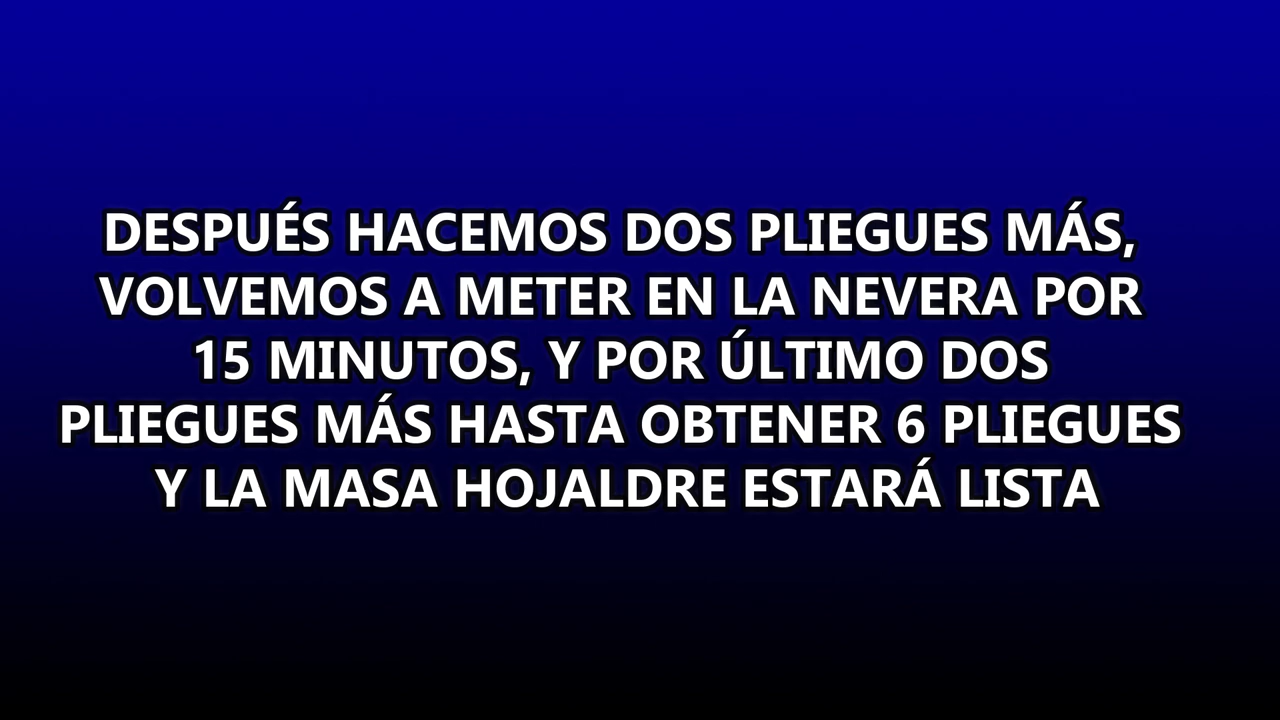 DESPUÉS HACEMOS DOS PLIEGUES MÁS,
VOLVEMOS A METER EN LA NEVERA POR
15 MINUTOS, Y POR ÚLTIMO DOS
PLIEGUES MÁS HASTA OBTENER 6 PLIEGUES
Y LA MASA HOJALDRE ESTARÁ LISTA